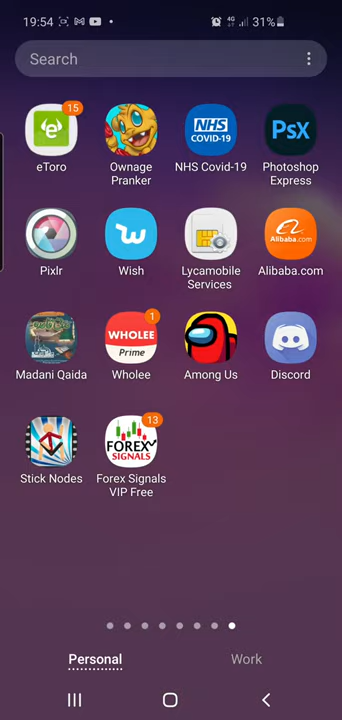 19:54 4G 31%
Search
15
eToro
Ownage
Pranker
NHS
COVID-19
NHS Covid-19
PsX
Photoshop
Express
Pixlr
Wish
Lycamobile
Services
Alibaba.com
Alibaba.com
Madani Qaida
1
WHOLEE
Prime
Wholee
Among Us
Discord
Stick Nodes
13
FOREX
SIGNALS
Forex Signals
VIP Free
Personal Work